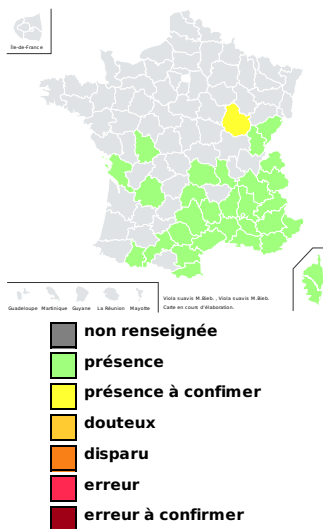 Île-de-France
Viola suavis M.Bieb. , Viola suavis M.Bieb.
Carte en cours d'élaboration.
Guadeloupe Martinique Guyane La Réunion Mayotte
non renseignée
présence
présence à confimer
douteux
disparu
erreur
erreur à confirmer